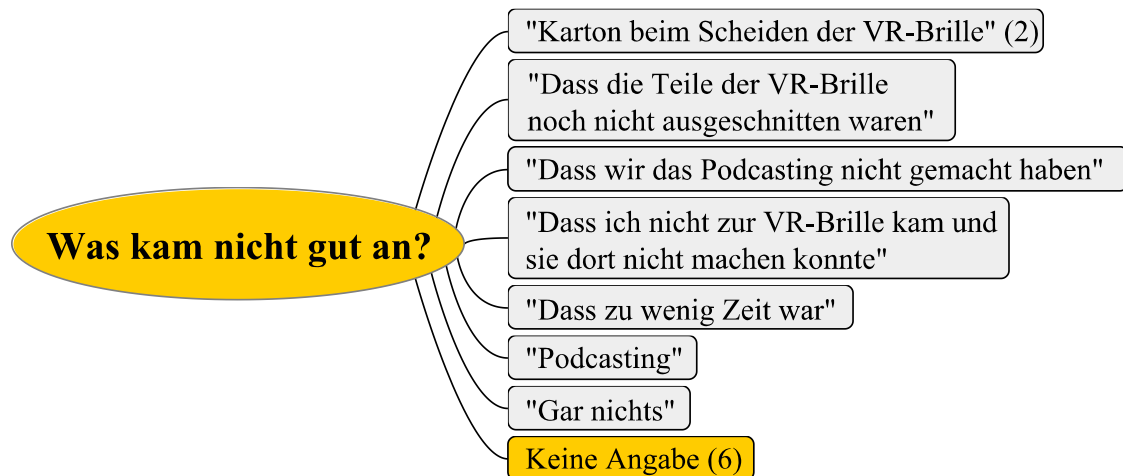 "Karton beim Scheiden der VR-Brille" (2)
"Dass die Teile der VR-Brille
noch nicht ausgeschnitten waren"
"Dass wir das Podcasting nicht gemacht haben"
Was kam nicht gut an?
"Dass ich nicht zur VR-Brille kam und
sie dort nicht machen konnte"
"Dass zu wenig Zeit war"
"Podcasting"
"Gar nichts"
Keine Angabe (6)